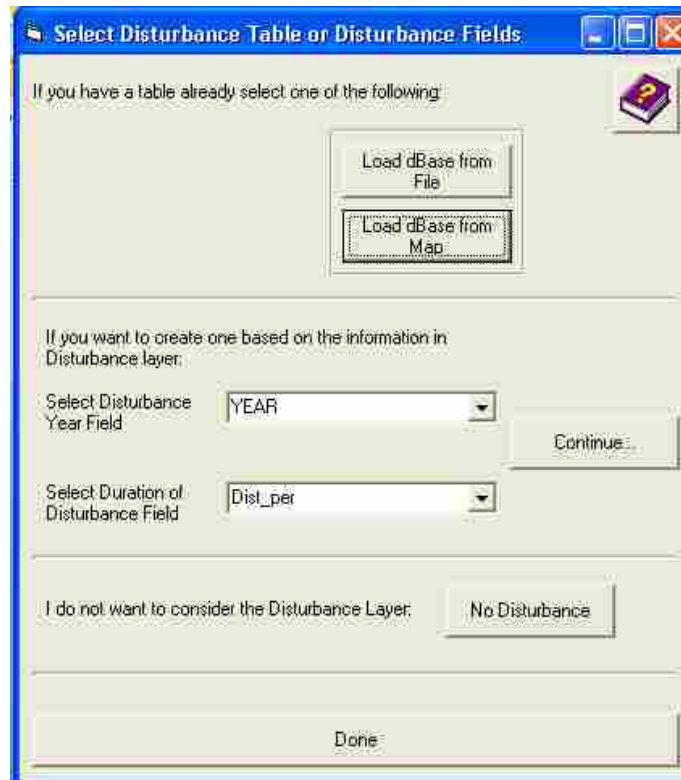 Select Disturbance Table or Disturbance Fields
If you have a table already select one of the following:
Load dBase from
File
Load dBase from
Map
If you want to create one based on the information in
Disturbance layer:
Select Disturbance
Year Field
YEAR
Continue...
Select Duration of
Disturbance Field
Dist_per
I do not want to consider the Disturbance Layer:
No Disturbance
Done